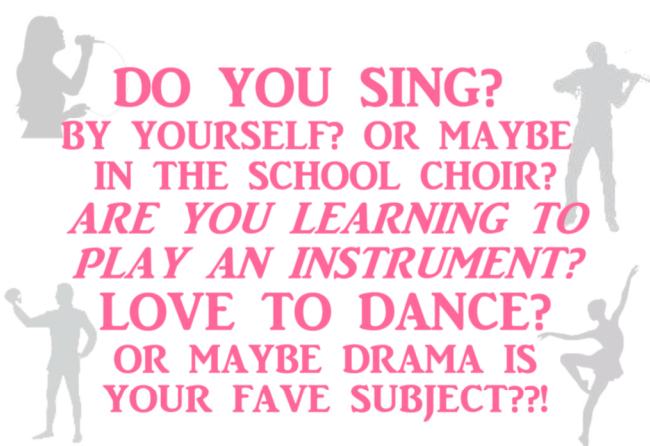 DO YOU SING?
BY YOURSELF? OR MAYBE
IN THE SCHOOL CHOIR?
ARE YOU LEARNING TO
PLAY AN INSTRUMENT?
LOVE TO DANCE?
OR MAYBE DRAMA IS
YOUR FAVE SUBJECT??!